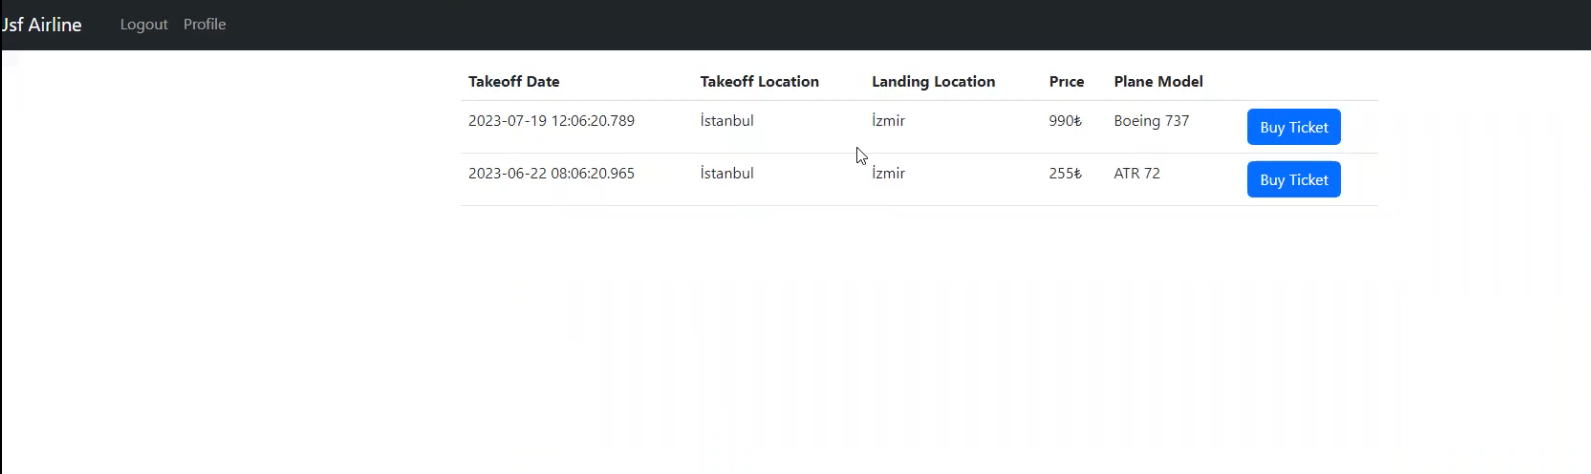 Jsf Airline Logout Profile
Takeoff Date Takeoff Location Landing Location Prıce Plane Model
2023-07-19 12:06:20.789 İstanbul İzmir 990₺ Boeing 737 Buy Ticket
2023-06-22 08:06:20.965 İstanbul İzmir 255₺ ATR 72 Buy Ticket